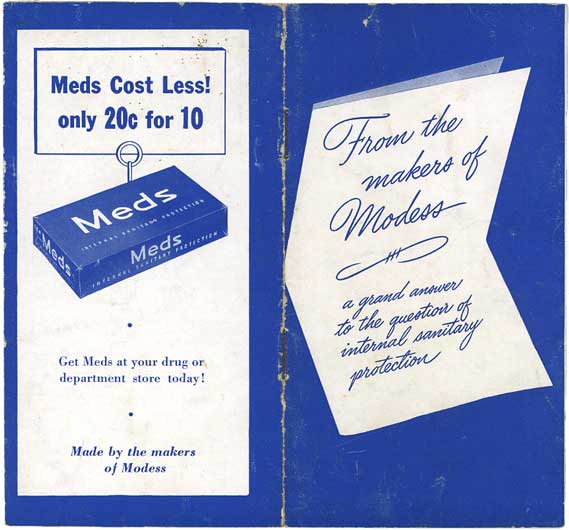 Meds Cost Less!
only 20c for 10
Meds
INTERNAL SANITARY PROTECTION
Meds
Meds
INTERNAL SANITARY PROTECTION
Get Meds at your drug or
department store today!
Made by the makers
of Modess
From the
makers of
Modess
a grand answer
to the question of
internal sanitary
protection